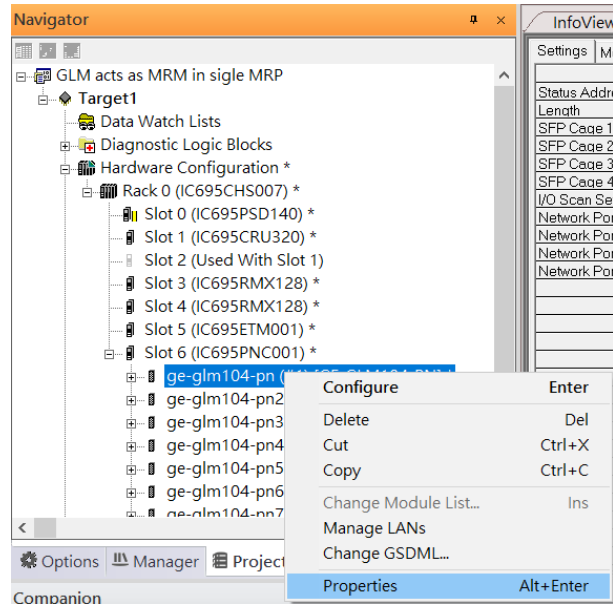 Navigator
InfoView
Settings
GLM acts as MRM in sigle MRP
Target1
Status Addre
Data Watch Lists
Length
SFP Cage 1
Diagnostic Logic Blocks
SFP Cage 2
Hardware Configuration *
SFP Cage 3
SFP Cage 4
Rack 0 (IC695CHS007) *
I/O Scan Se
Slot 0 (IC695PSD140) *
Network Por
Slot 1 (IC695CRU320) *
Network Por
Network Por
Slot 2 (Used With Slot 1)
Network Por
Slot 3 (IC695RMX128) *
Slot 4 (IC695RMX128) *
Slot 5 (IC695ETM001) *
Slot 6 (IC695PNC001) *
ge-glm104-pn
Configure Enter
ge-glm104-pn2
ge-glm104-pn3
Delete Del
ge-glm104-pn4
Cut Ctrl+X
ge-glm104-pn5
Copy Ctrl+C
ge-glm104-pn6
Change Module List... Ins
ge-glm104-pn7
Manage LANs
Change GSDML...
Options Manager Project
Properties Alt+Enter
Companion